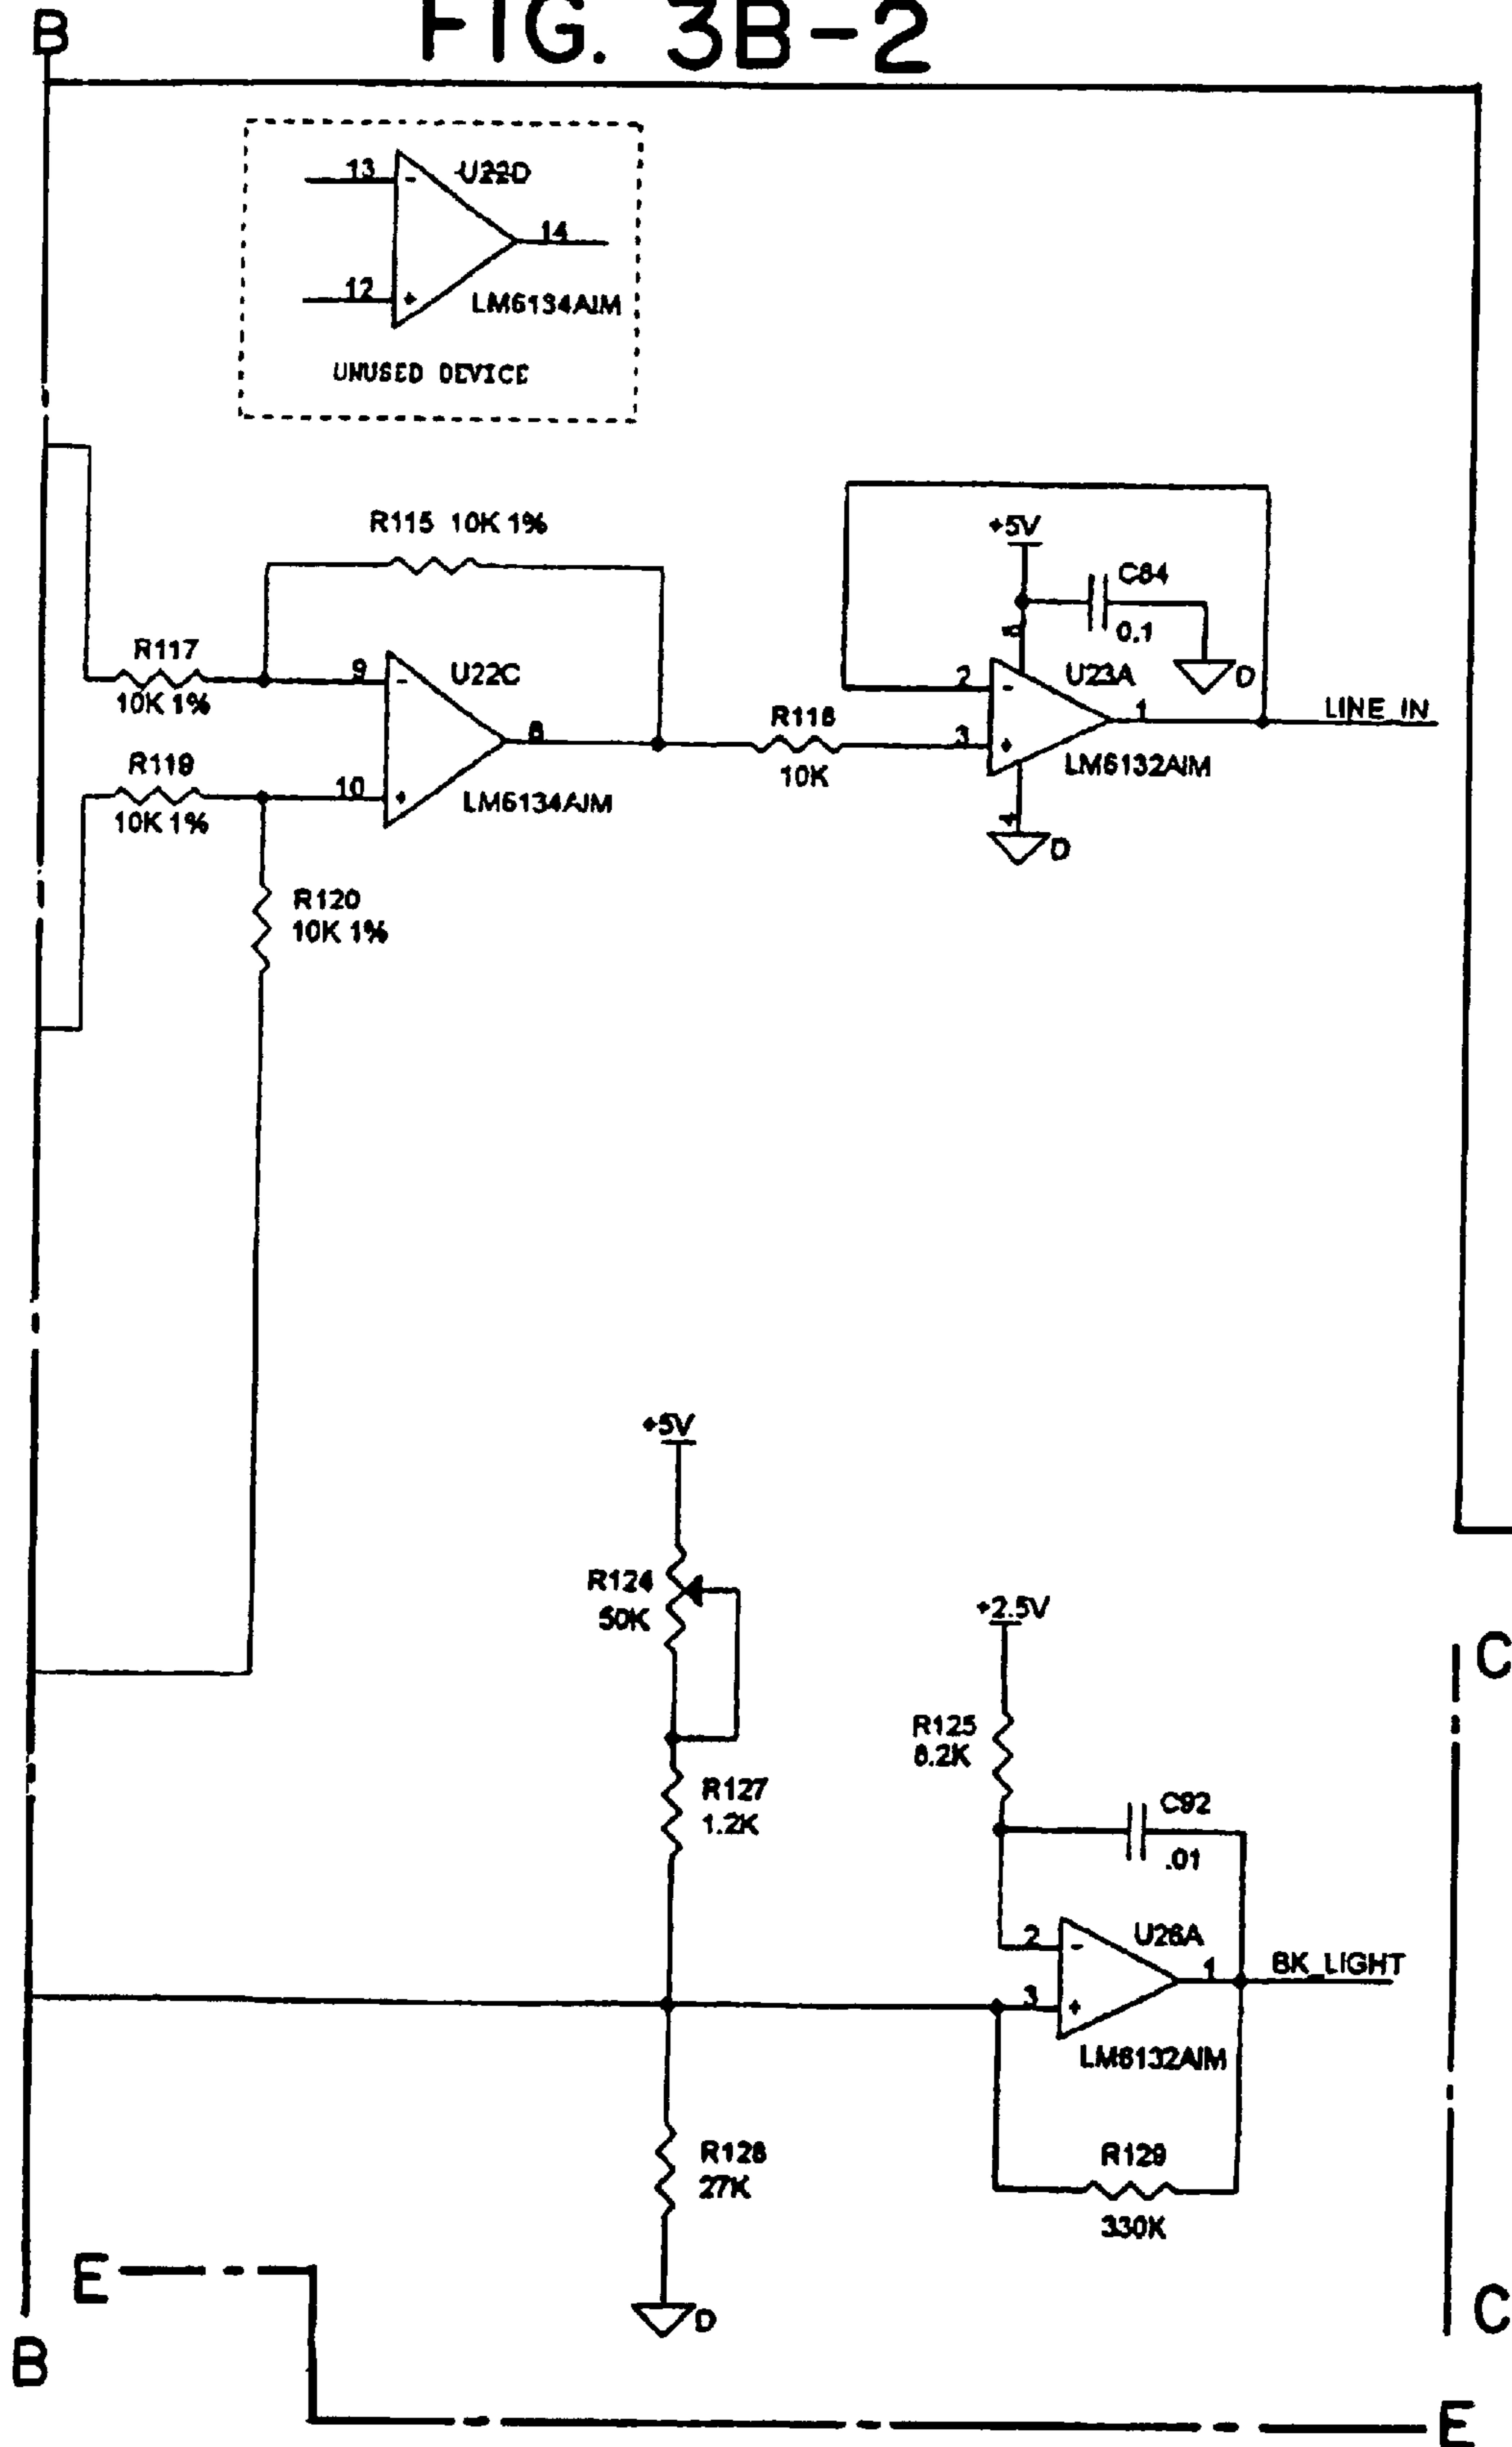 FIG. 3B-2
B
13
-
U22D
14
12
+
LM6134AIM
UNUSED DEVICE
R115 10K 1%
+5V
C84
0.1
D
R117
10K 1%
9
-
U22C
8
R119
10K 1%
10
+
LM6134AIM
R118
10K
2
-
U23A
1
LINE_IN
3
+
LM6132AIM
4
D
R120
10K 1%
+5V
R124
50K
+2.5V
C
R125
8.2K
R127
1.2K
C92
.01
2
-
U26A
1
BK_LIGHT
3
+
LM6132AIM
R128
27K
R129
330K
D
E
C
B
E